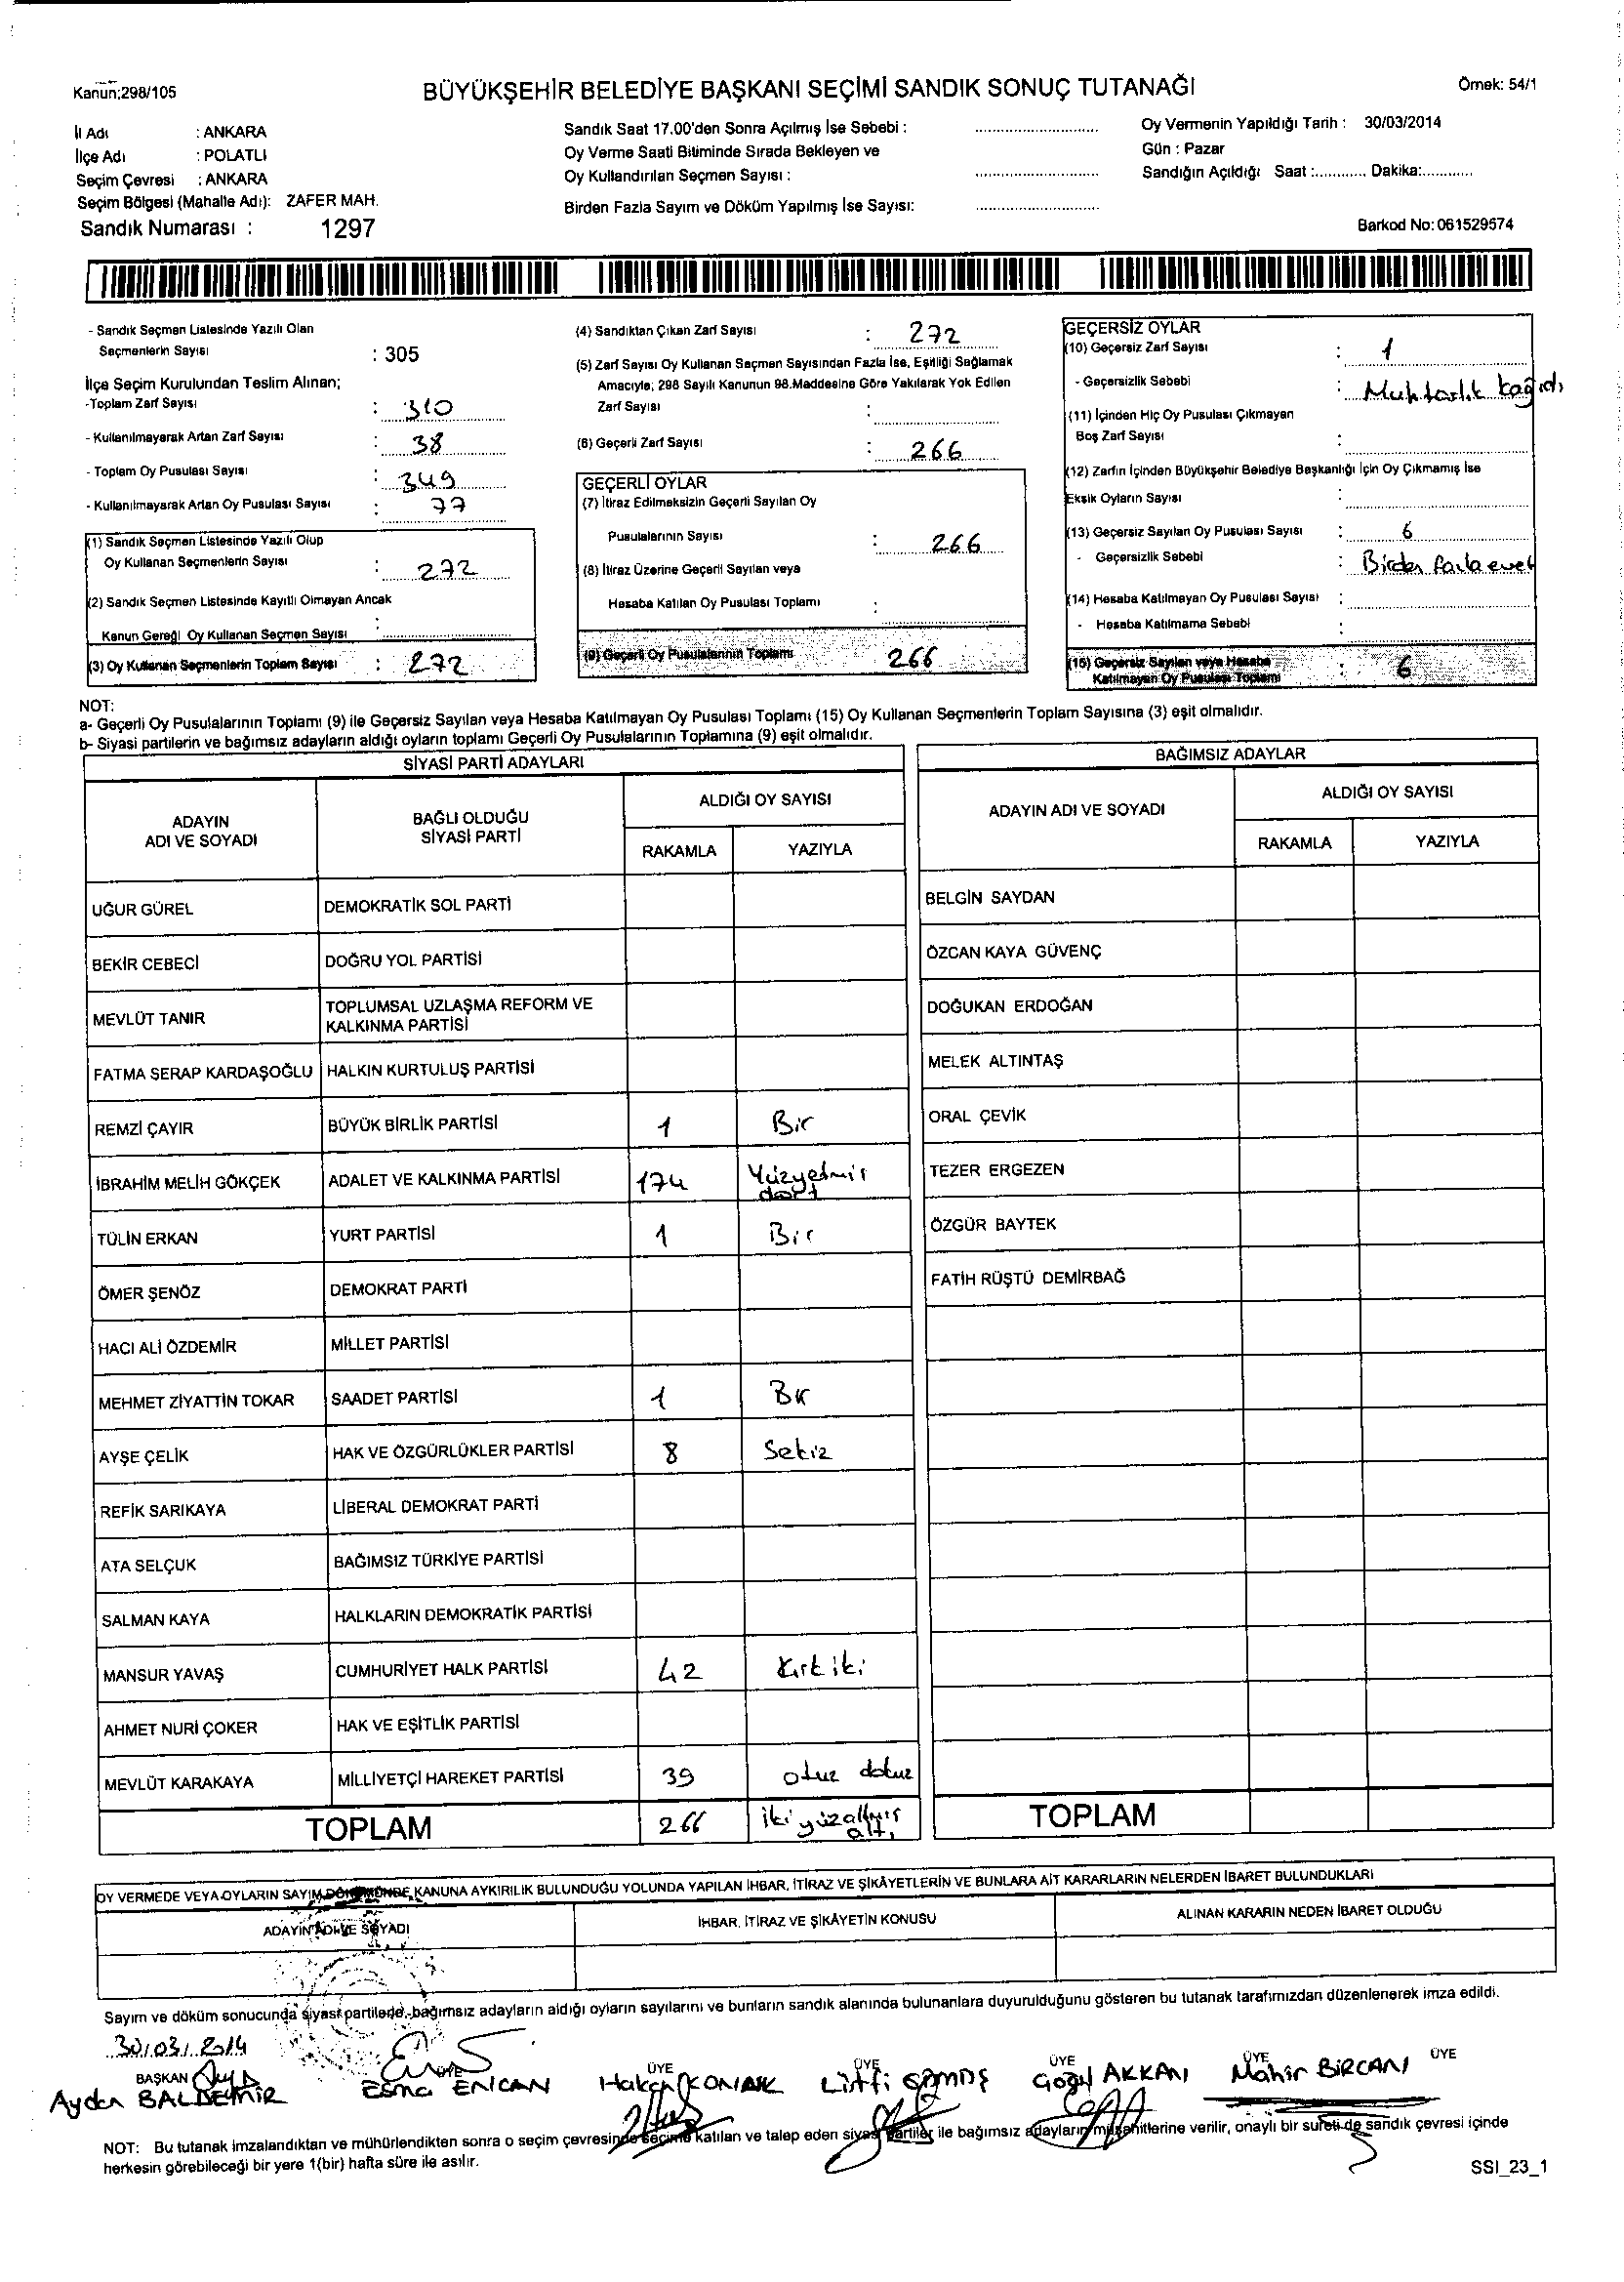 Kanun;298/105
BÜYÜKŞEHİR BELEDİYE BAŞKANI SEÇİMİ SANDIK SONUÇ TUTANAĞI
Örnek: 54/1
İl Adı : ANKARA
İlçe Adı : POLATLI
Seçim Çevresi : ANKARA
Seçim Bölgesi (Mahalle Adı): ZAFER MAH.
Sandık Numarası : 1297
Sandık Saat 17.00'den Sonra Açılmış İse Sebebi :
Oy Verme Saati Bitiminde Sırada Bekleyen ve
Oy Kullandırılan Seçmen Sayısı :
Birden Fazla Sayım ve Döküm Yapılmış İse Sayısı:
Oy Vermenin Yapıldığı Tarih : 30/03/2014
Gün : Pazar
Sandığın Açıldığı Saat :............ Dakika:............
Barkod No: 061529574
- Sandık Seçmen Listesinde Yazılı Olan
Seçmenlerin Sayısı : 305
İlçe Seçim Kurulundan Teslim Alınan;
-Toplam Zarf Sayısı : 310
- Kullanılmayarak Artan Zarf Sayısı : 38
- Toplam Oy Pusulası Sayısı : 349
- Kullanılmayarak Artan Oy Pusulası Sayısı : 77
(1) Sandık Seçmen Listesinde Yazılı Olup
Oy Kullanan Seçmenlerin Sayısı : 272
(2) Sandık Seçmen Listesinde Kayıtlı Olmayan Ancak
Kanun Gereği Oy Kullanan Seçmen Sayısı :
(3) Oy Kullanan Seçmenlerin Toplam Sayısı : 272
(4) Sandıktan Çıkan Zarf Sayısı : 272
(5) Zarf Sayısı Oy Kullanan Seçmen Sayısından Fazla İse, Eşitliği Sağlamak
Amacıyla; 298 Sayılı Kanunun 98.Maddesine Göre Yakılarak Yok Edilen
Zarf Sayısı :
(6) Geçerli Zarf Sayısı : 266
GEÇERLİ OYLAR
(7) İtiraz Edilmeksizin Geçerli Sayılan Oy
Pusulalarının Sayısı : 266
(8) İtiraz Üzerine Geçerli Sayılan veya
Hesaba Katılan Oy Pusulası Toplamı :
(9) Geçerli Oy Pusulalarının Toplamı 266
GEÇERSİZ OYLAR
(10) Geçersiz Zarf Sayısı : 1
- Geçersizlik Sebebi : Muhtarlık kağıdı
(11) İçinden Hiç Oy Pusulası Çıkmayan
Boş Zarf Sayısı :
(12) Zarfın İçinden Büyükşehir Belediye Başkanlığı İçin Oy Çıkmamış İse
Eksik Oyların Sayısı :
(13) Geçersiz Sayılan Oy Pusulası Sayısı : 6
- Geçersizlik Sebebi : Birden fazla evet
(14) Hesaba Katılmayan Oy Pusulası Sayısı :
- Hesaba Katılmama Sebebi :
(15) Geçersiz Sayılan veya Hesaba
Katılmayan Oy Pusulası Toplamı : 6
NOT:
a- Geçerli Oy Pusulalarının Toplamı (9) ile Geçersiz Sayılan veya Hesaba Katılmayan Oy Pusulası Toplamı (15) Oy Kullanan Seçmenlerin Toplam Sayısına (3) eşit olmalıdır.
b- Siyasi partilerin ve bağımsız adayların aldığı oyların toplamı Geçerli Oy Pusulalarının Toplamına (9) eşit olmalıdır.
SİYASİ PARTİ ADAYLARI
ADAYIN ADI VE SOYADI
BAĞLI OLDUĞU SİYASİ PARTİ
ALDIĞI OY SAYISI
RAKAMLA YAZIYLA
UĞUR GÜREL DEMOKRATİK SOL PARTİ
BEKİR CEBECİ DOĞRU YOL PARTİSİ
MEVLÜT TANIR TOPLUMSAL UZLAŞMA REFORM VE KALKINMA PARTİSİ
FATMA SERAP KARDAŞOĞLU HALKIN KURTULUŞ PARTİSİ
REMZİ ÇAYIR BÜYÜK BİRLİK PARTİSİ 1 Bir
İBRAHİM MELİH GÖKÇEK ADALET VE KALKINMA PARTİSİ 174 Yüzyetmiş dört
TÜLİN ERKAN YURT PARTİSİ 1 Bir
ÖMER ŞENÖZ DEMOKRAT PARTİ
HACI ALİ ÖZDEMİR MİLLET PARTİSİ
MEHMET ZİYATTİN TOKAR SAADET PARTİSİ 1 Bir
AYŞE ÇELİK HAK VE ÖZGÜRLÜKLER PARTİSİ 8 Sekiz
REFİK SARIKAYA LİBERAL DEMOKRAT PARTİ
ATA SELÇUK BAĞIMSIZ TÜRKİYE PARTİSİ
SALMAN KAYA HALKLARIN DEMOKRATİK PARTİSİ
MANSUR YAVAŞ CUMHURİYET HALK PARTİSİ 42 Kırk iki
AHMET NURİ ÇOKER HAK VE EŞİTLİK PARTİSİ
MEVLÜT KARAKAYA MİLLİYETÇİ HAREKET PARTİSİ 39 otuz dokuz
TOPLAM 266 iki yüzaltmış altı
BAĞIMSIZ ADAYLAR
ADAYIN ADI VE SOYADI
ALDIĞI OY SAYISI
RAKAMLA YAZIYLA
BELGİN SAYDAN
ÖZCAN KAYA GÜVENÇ
DOĞUKAN ERDOĞAN
MELEK ALTINTAŞ
ORAL ÇEVİK
TEZER ERGEZEN
ÖZGÜR BAYTEK
FATİH RÜŞTÜ DEMİRBAĞ
TOPLAM
OY VERMEDE VEYA OYLARIN SAYIM DÖKÜMÜNDE KANUNA AYKIRILIK BULUNDUĞU YOLUNDA YAPILAN İHBAR, İTİRAZ VE ŞİKÂYETLERİN VE BUNLARA AİT KARARLARIN NELERDEN İBARET BULUNDUKLARI
ADAYIN ADI VE SOYADI
İHBAR, İTİRAZ VE ŞİKÂYETİN KONUSU
ALINAN KARARIN NEDEN İBARET OLDUĞU
Sayım ve döküm sonucunda siyasi partilerle, bağımsız adayların aldığı oyların sayılarını ve bunların sandık alanında bulunanlara duyurulduğunu gösteren bu tutanak tarafımızdan düzenlenerek imza edildi.
30/03/2014
BAŞKAN ÜYE ÜYE ÜYE ÜYE ÜYE ÜYE
Esma Hakan Lütfi AKKAN Mahir BİRCAN
NOT: Bu tutanak imzalandıktan ve mühürlendikten sonra o seçim çevresinde seçime katılan ve talep eden siyasi partiler ile bağımsız adayların müşahitlerine verilir, onaylı bir sureti de sandık çevresi içinde
herkesin görebileceği bir yere 1(bir) hafta süre ile asılır.
SSI_23_1